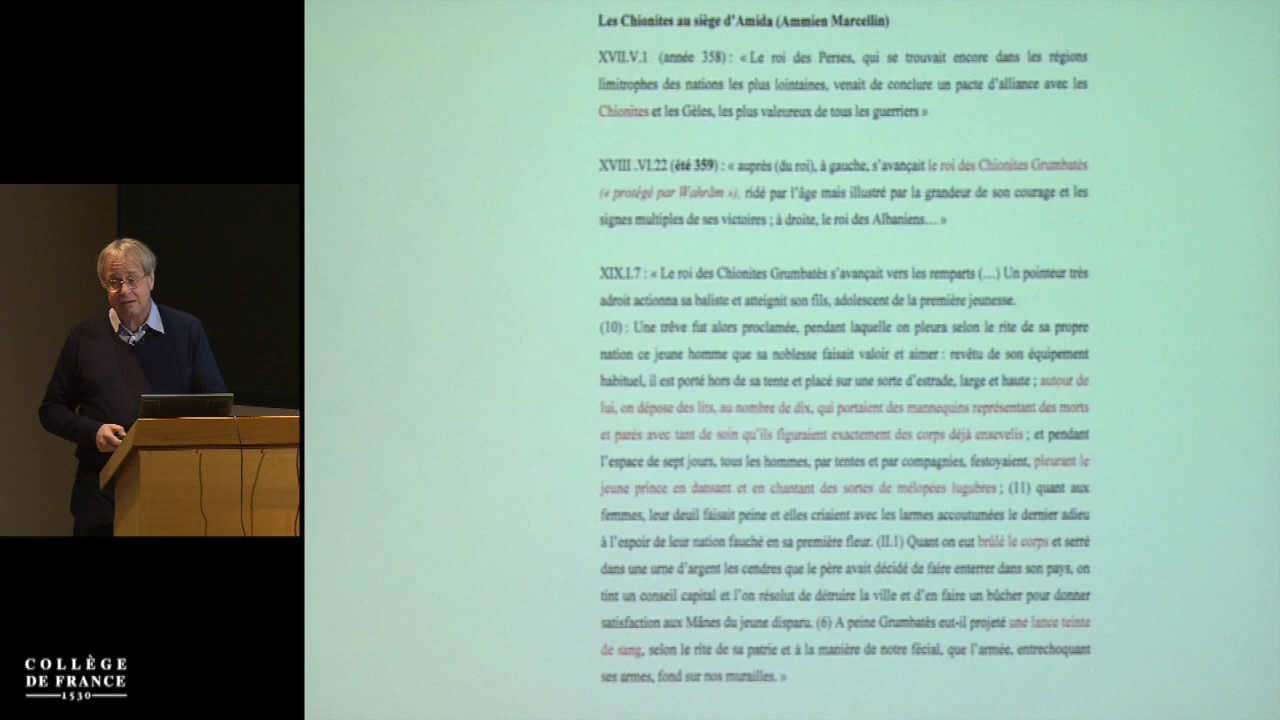 Les Chionites au siège d'Amida (Ammien Marcellin)
XVII.V.1 (année 358) : « Le roi des Perses, qui se trouvait encore dans les régions
limitrophes des nations les plus lointaines, venait de conclure un pacte d'alliance avec les
Chionites et les Gèles, les plus valeureux de tous les guerriers »
XVIII .VI.22 (été 359) : « auprès (du roi), à gauche, s'avançait le roi des Chionites Grumbatès
(« protégé par Wahrâm »), ridé par l'âge mais illustré par la grandeur de son courage et les
signes multiples de ses victoires ; à droite, le roi des Albaniens… »
XIX.I.7 : « Le roi des Chionites Grumbatès s'avançait vers les remparts (…) Un pointeur très
adroit actionna sa baliste et atteignit son fils, adolescent de la première jeunesse.
(10) : Une trêve fut alors proclamée, pendant laquelle on pleura selon le rite de sa propre
nation ce jeune homme que sa noblesse faisait valoir et aimer : revêtu de son équipement
habituel, il est porté hors de sa tente et placé sur une sorte d'estrade, large et haute ; autour de
lui, on dépose des lits, au nombre de dix, qui portaient des mannequins représentant des morts
et parés avec tant de soin qu'ils figuraient exactement des corps déjà ensevelis ; et pendant
l'espace de sept jours, tous les hommes, par tentes et par compagnies, festoyaient, pleurant le
jeune prince en dansant et en chantant des sortes de mélopées lugubres ; (11) quant aux
femmes, leur deuil faisait peine et elles criaient avec les larmes accoutumées le dernier adieu
à l'espoir de leur nation fauché en sa première fleur. (II.1) Quant on eut brûlé le corps et serré
dans une urne d'argent les cendres que le père avait décidé de faire enterrer dans son pays, on
tint un conseil capital et l'on résolut de détruire la ville et d'en faire un bûcher pour donner
satisfaction aux Mânes du jeune disparu. (6) A peine Grumbatès eut-il projeté une lance teinte
de sang, selon le rite de sa patrie et à la manière de notre fécial, que l'armée, entrechoquant
ses armes, fond sur nos murailles. »
COLLÈGE
DE FRANCE
1530